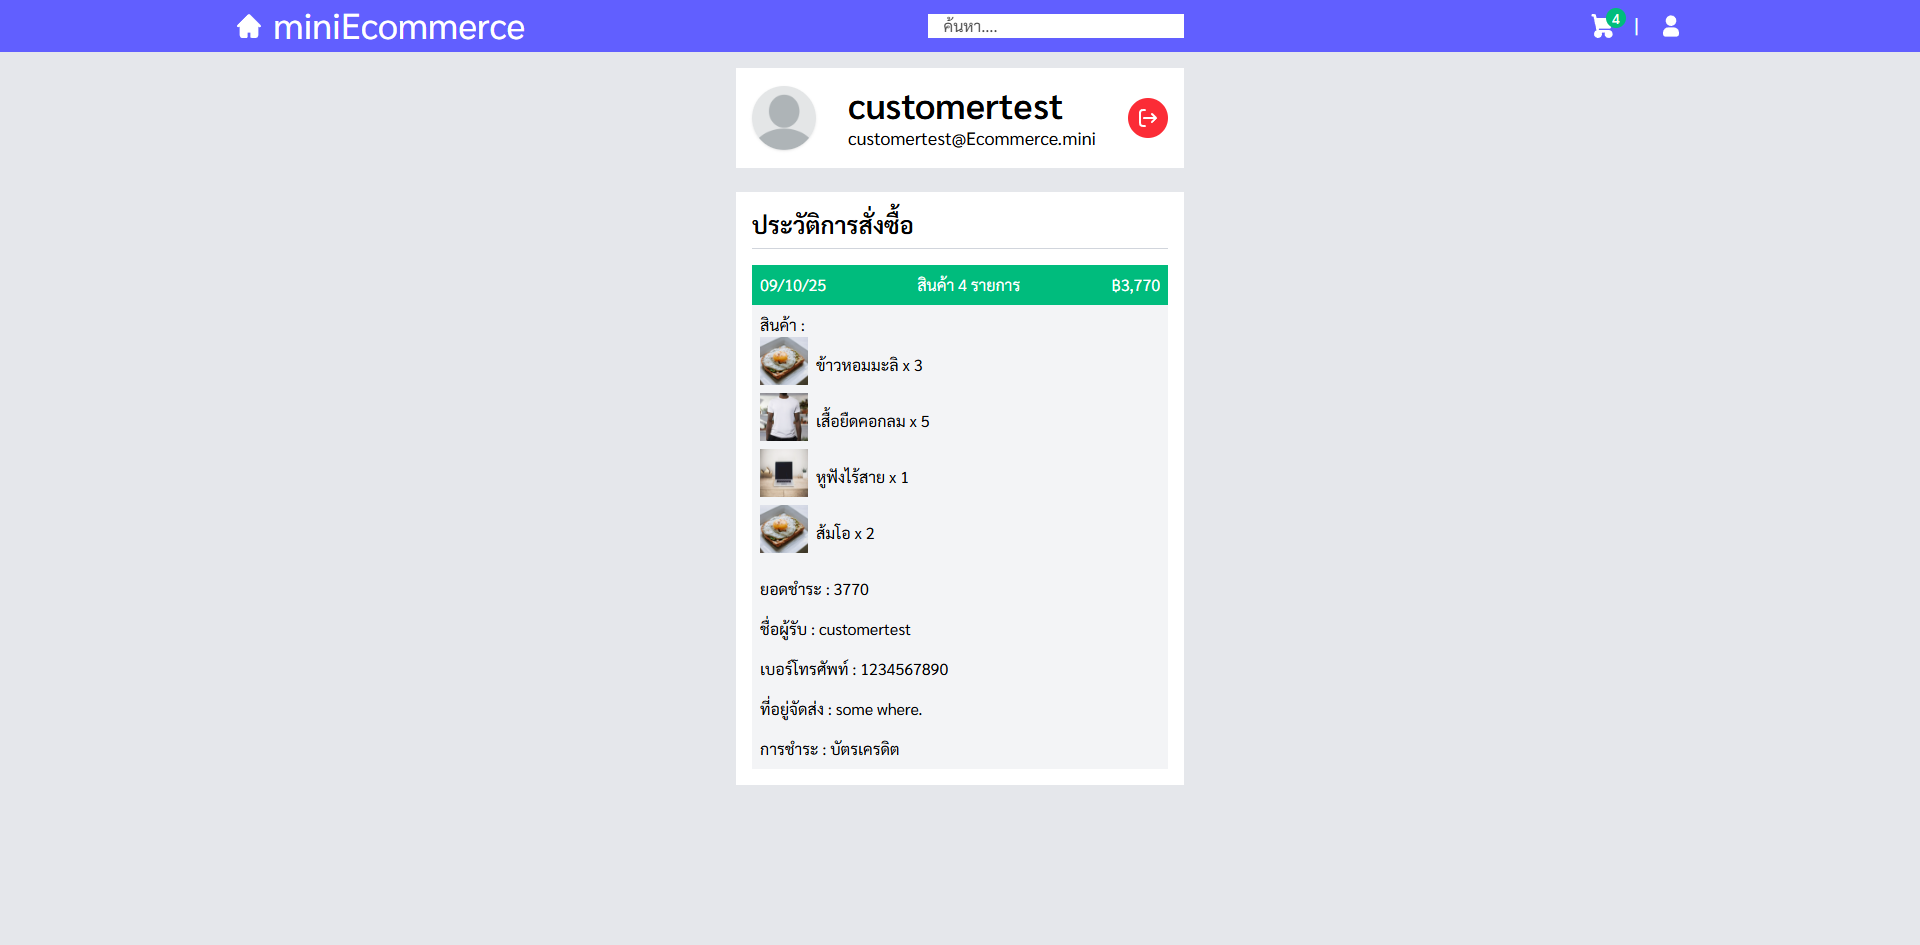 miniEcommerce
ค้นหา....
4
|
customertest
customertest@Ecommerce.mini
ประวัติการสั่งซื้อ
09/10/25 สินค้า 4 รายการ ฿3,770
สินค้า :
ข้าวหอมมะลิ x 3
เสื้อยืดคอกลม x 5
หูฟังไร้สาย x 1
ส้มโอ x 2
ยอดชำระ : 3770
ชื่อผู้รับ : customertest
เบอร์โทรศัพท์ : 1234567890
ที่อยู่จัดส่ง : some where.
การชำระ : บัตรเครดิต